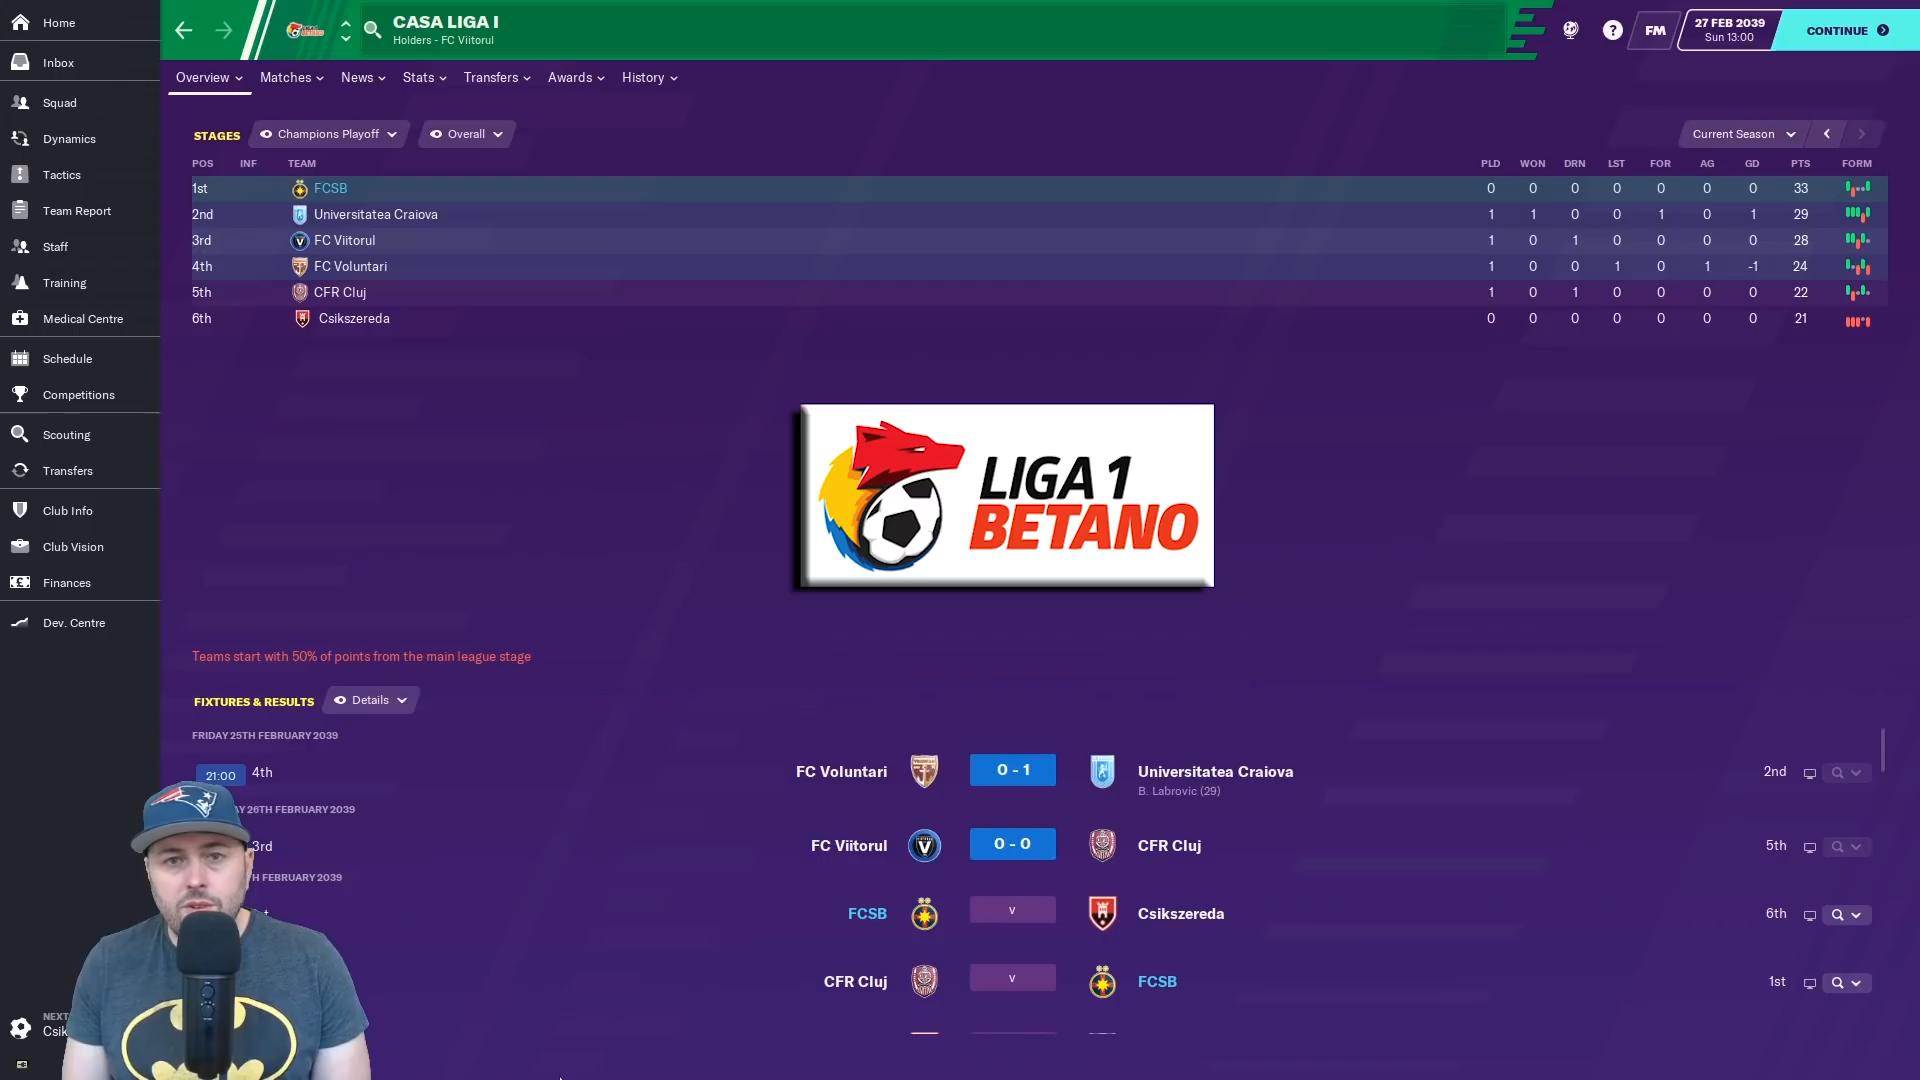 Home
Inbox
Squad
Dynamics
Tactics
Team Report
Staff
Training
Medical Centre
Schedule
Competitions
Scouting
Transfers
Club Info
Club Vision
Finances
Dev. Centre
NEXT
Csik
CASA LIGA I
Holders - FC Viitorul
FM
27 FEB 2039
Sun 13:00
CONTINUE
Overview Matches News Stats Transfers Awards History
STAGES Champions Playoff Overall Current Season
POS INF TEAM PLD WON DRN LST FOR AG GD PTS FORM
1st FCSB 0 0 0 0 0 0 0 33
2nd Universitatea Craiova 1 1 0 0 1 0 1 29
3rd FC Viitorul 1 0 1 0 0 0 0 28
4th FC Voluntari 1 0 0 1 0 1 -1 24
5th CFR Cluj 1 0 1 0 0 0 0 22
6th Csikszereda 0 0 0 0 0 0 0 21
LIGA 1
BETANO
Teams start with 50% of points from the main league stage
FIXTURES & RESULTS Details
FRIDAY 25TH FEBRUARY 2039
21:00 4th FC Voluntari 0 - 1 Universitatea Craiova 2nd
B. Labrovic (29)
26TH FEBRUARY 2039
3rd FC Viitorul 0 - 0 CFR Cluj 5th
H FEBRUARY 2039
FCSB v Csikszereda 6th
CFR Cluj v FCSB 1st